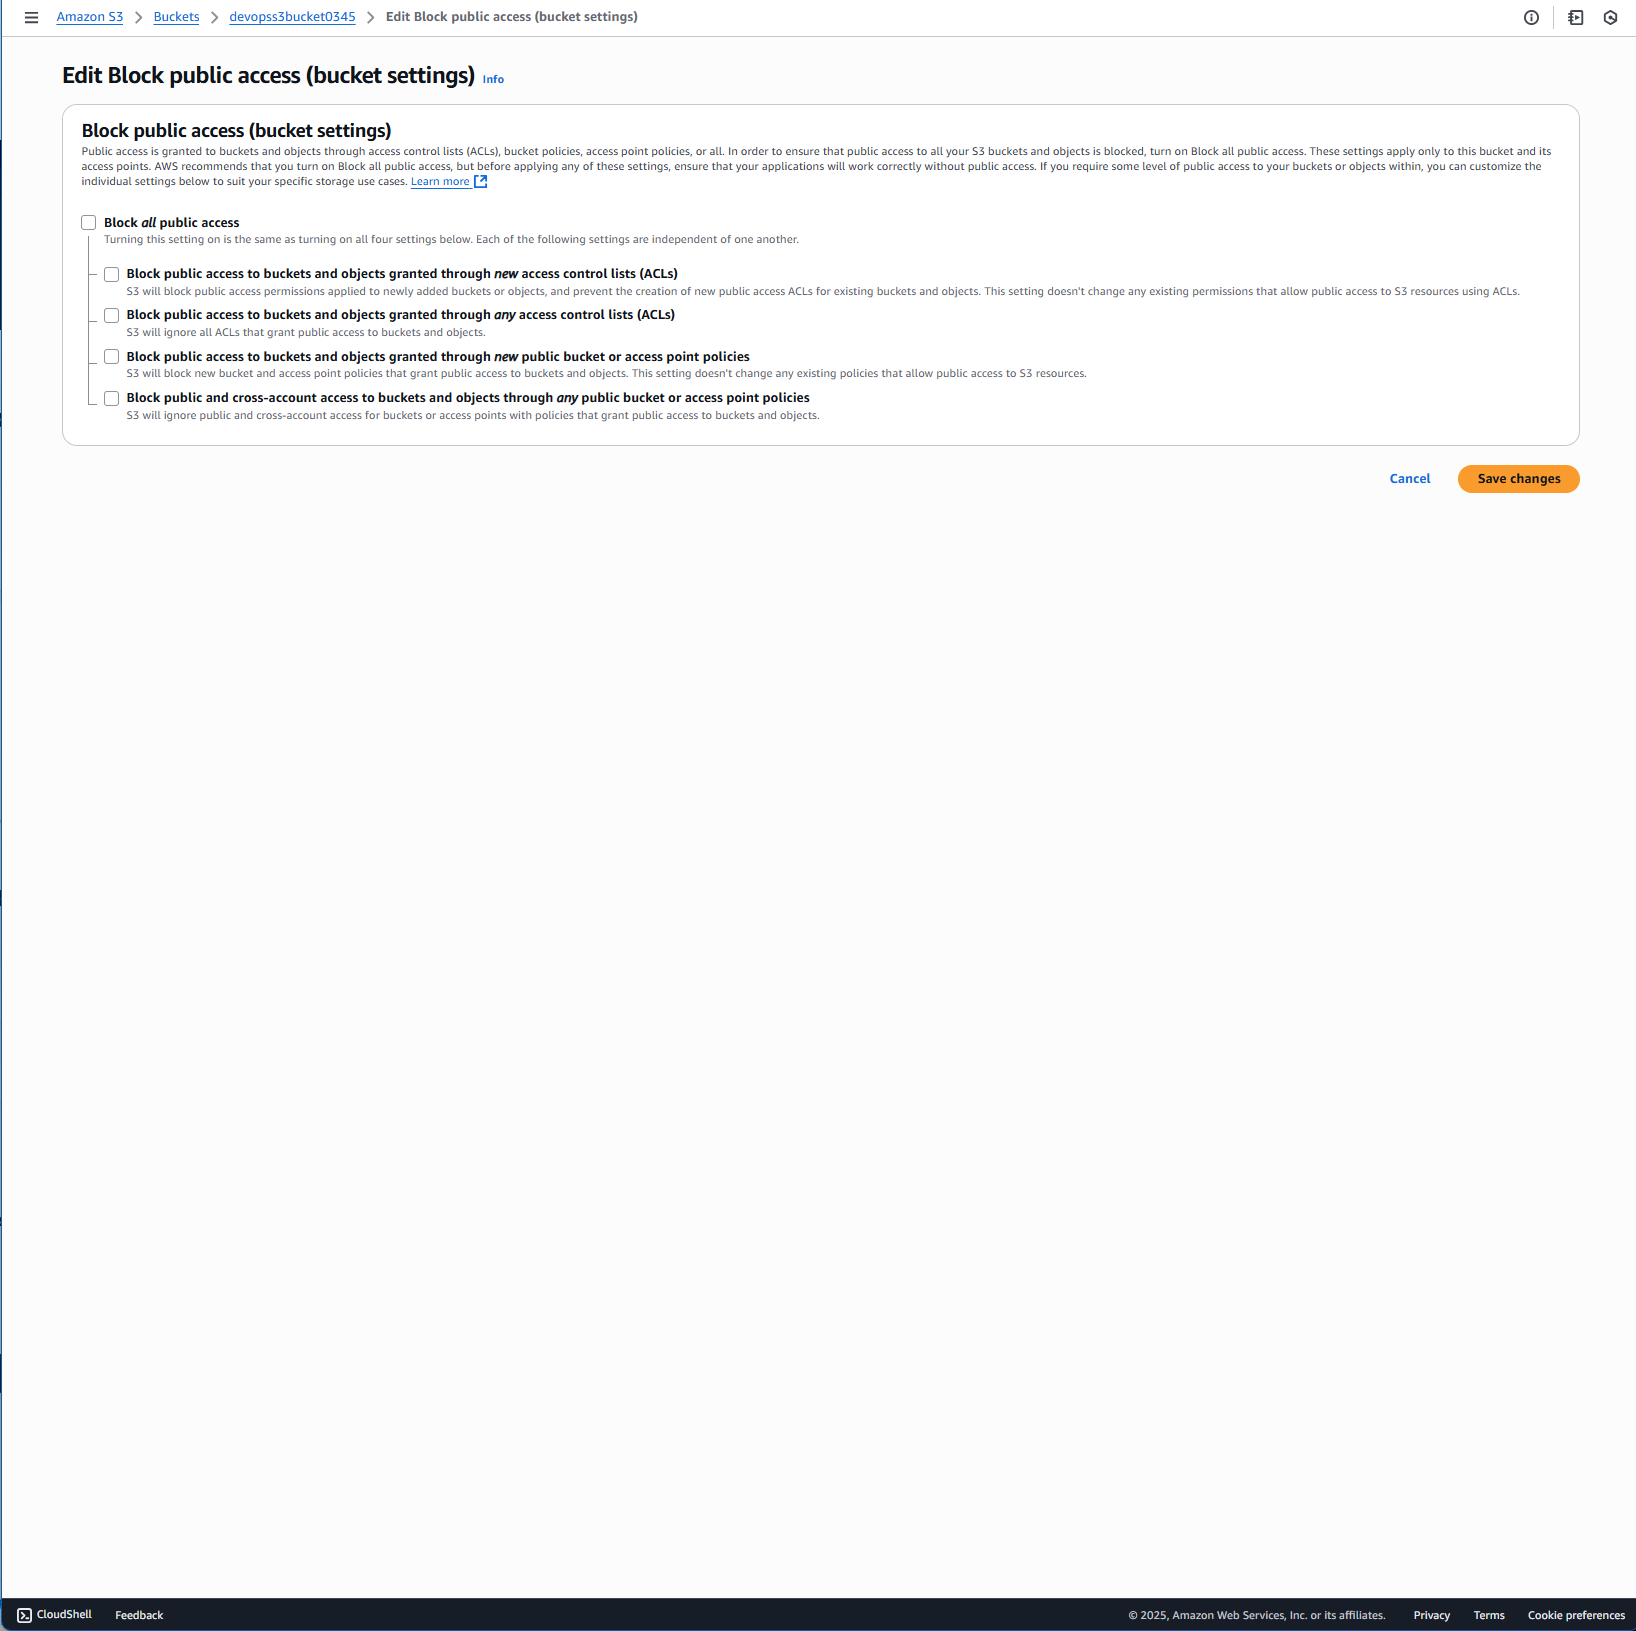 Amazon S3 > Buckets > devopss3bucket0345 > Edit Block public access (bucket settings)
Edit Block public access (bucket settings) Info
Block public access (bucket settings)
Public access is granted to buckets and objects through access control lists (ACLs), bucket policies, access point policies, or all. In order to ensure that public access to all your S3 buckets and objects is blocked, turn on Block all public access. These settings apply only to this bucket and its
access points. AWS recommends that you turn on Block all public access, but before applying any of these settings, ensure that your applications will work correctly without public access. If you require some level of public access to your buckets or objects within, you can customize the
individual settings below to suit your specific storage use cases. Learn more
Block all public access
Turning this setting on is the same as turning on all four settings below. Each of the following settings are independent of one another.
Block public access to buckets and objects granted through new access control lists (ACLs)
S3 will block public access permissions applied to newly added buckets or objects, and prevent the creation of new public access ACLs for existing buckets and objects. This setting doesn't change any existing permissions that allow public access to S3 resources using ACLs.
Block public access to buckets and objects granted through any access control lists (ACLs)
S3 will ignore all ACLs that grant public access to buckets and objects.
Block public access to buckets and objects granted through new public bucket or access point policies
S3 will block new bucket and access point policies that grant public access to buckets and objects. This setting doesn't change any existing policies that allow public access to S3 resources.
Block public and cross-account access to buckets and objects through any public bucket or access point policies
S3 will ignore public and cross-account access for buckets or access points with policies that grant public access to buckets and objects.
Cancel Save changes
CloudShell Feedback © 2025, Amazon Web Services, Inc. or its affiliates. Privacy Terms Cookie preferences